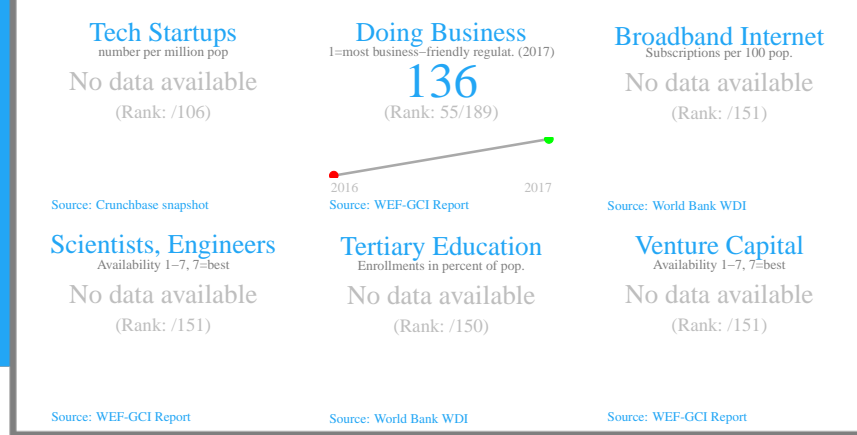 Tech Startups
number per million pop
No data available
(Rank: /106)
Source: Crunchbase snapshot
Doing Business
1=most business−friendly regulat. (2017)
136
(Rank: 55/189)
2016 2017
Source: WEF-GCI Report
Broadband Internet
Subscriptions per 100 pop.
No data available
(Rank: /151)
Source: World Bank WDI
Scientists, Engineers
Availability 1−7, 7=best
No data available
(Rank: /151)
Source: WEF-GCI Report
Tertiary Education
Enrollments in percent of pop.
No data available
(Rank: /150)
Source: World Bank WDI
Venture Capital
Availability 1−7, 7=best
No data available
(Rank: /151)
Source: WEF-GCI Report